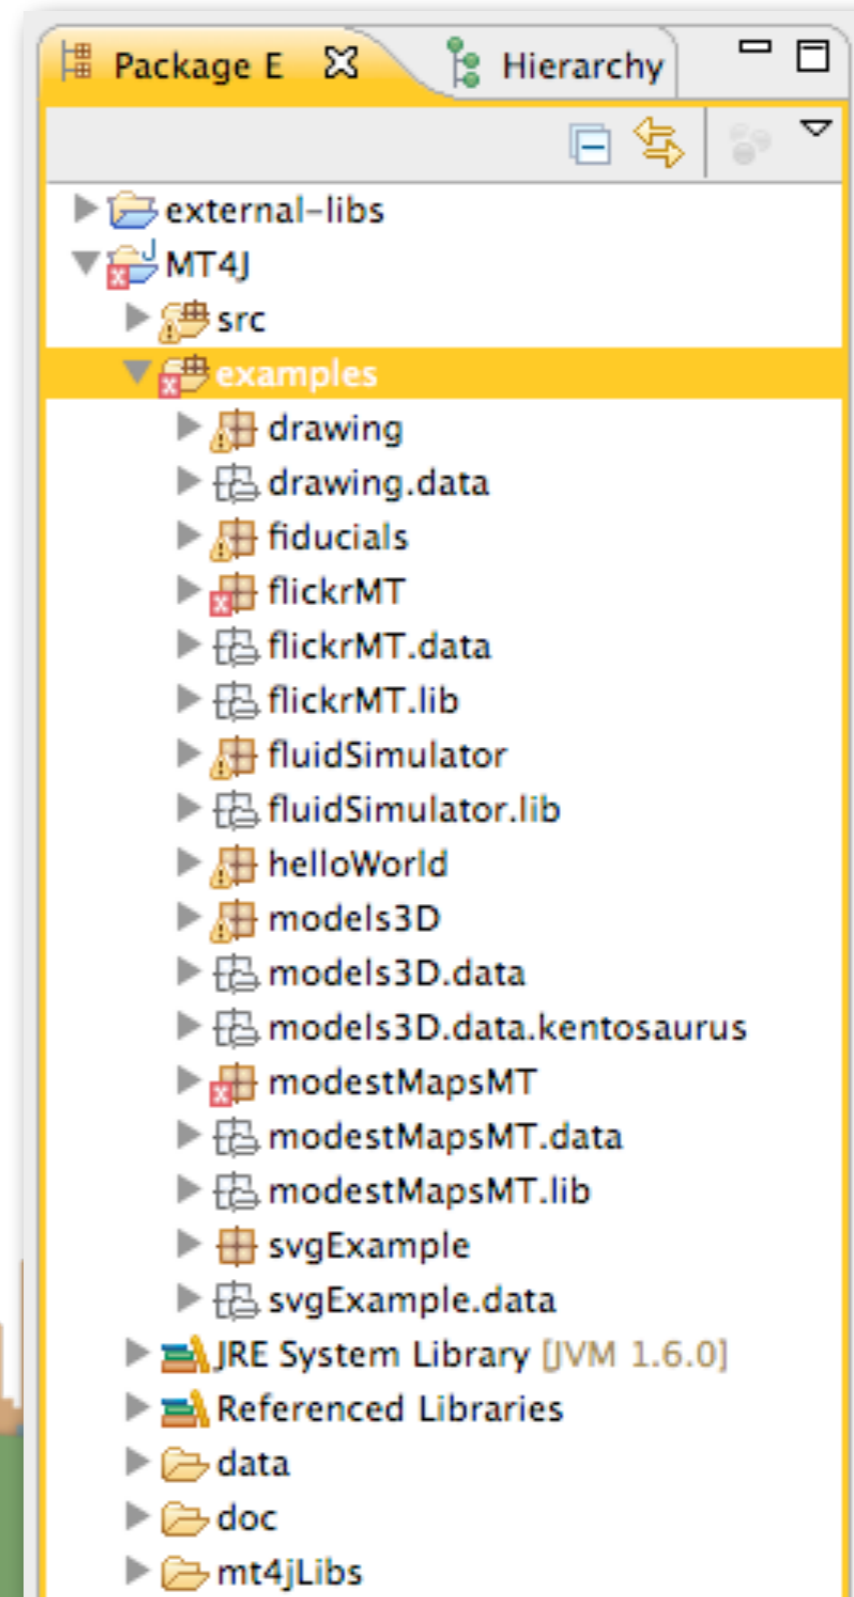 Package E Hierarchy
external-libs
MT4J
src
examples
drawing
drawing.data
fiducials
flickrMT
flickrMT.data
flickrMT.lib
fluidSimulator
fluidSimulator.lib
helloWorld
models3D
models3D.data
models3D.data.kentosaurus
modestMapsMT
modestMapsMT.data
modestMapsMT.lib
svgExample
svgExample.data
JRE System Library [JVM 1.6.0]
Referenced Libraries
data
doc
mt4jLibs